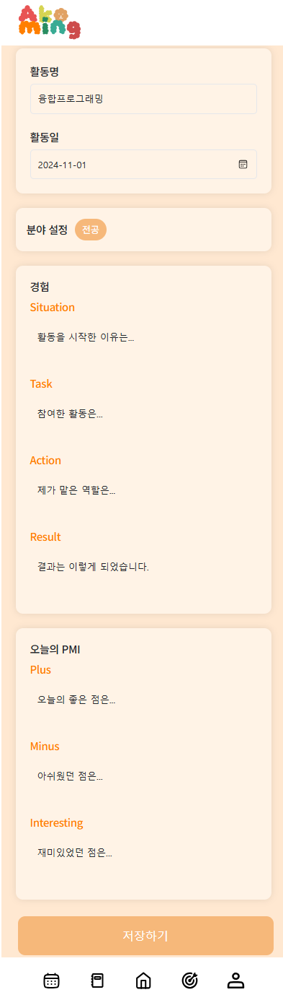 Ake
ming
활동명
융합프로그래밍
활동일
2024-11-01
분야 설정 전공
경험
Situation
활동을 시작한 이유는...
Task
참여한 활동은...
Action
제가 맡은 역할은...
Result
결과는 이렇게 되었습니다.
오늘의 PMI
Plus
오늘의 좋은 점은...
Minus
아쉬웠던 점은...
Interesting
재미있었던 점은...
저장하기